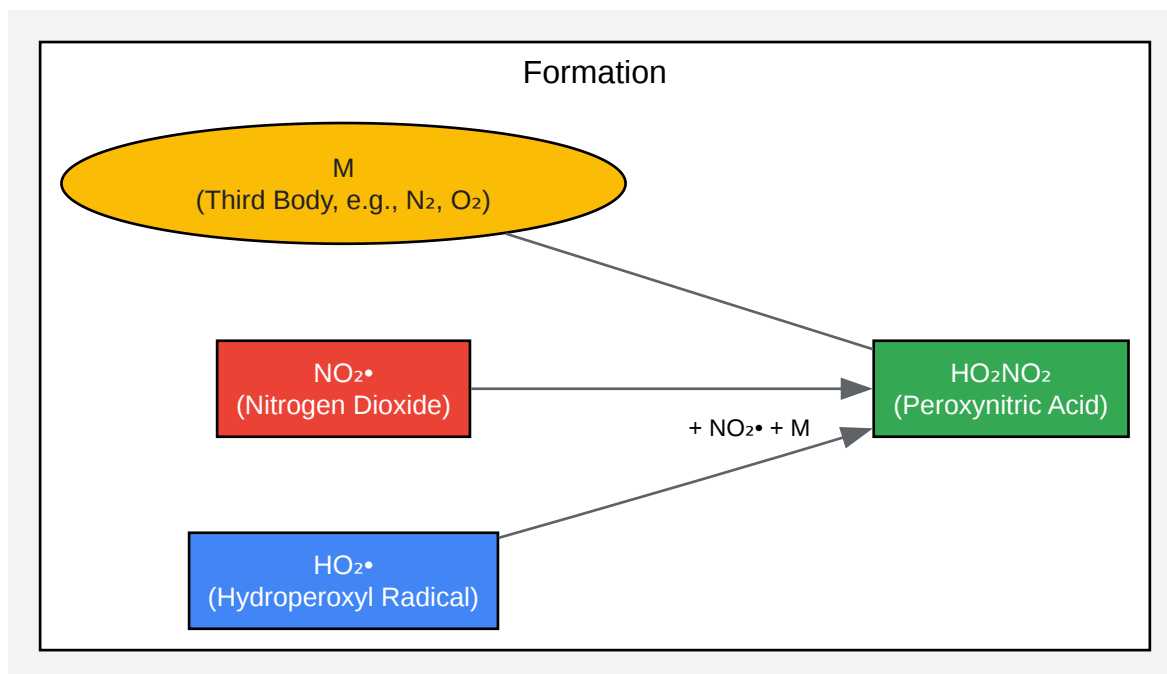 Formation
M
(Third Body, e.g., N₂, O₂)
NO₂•
(Nitrogen Dioxide)
HO₂NO₂
(Peroxynitric Acid)
+ NO₂• + M
HO₂•
(Hydroperoxyl Radical)